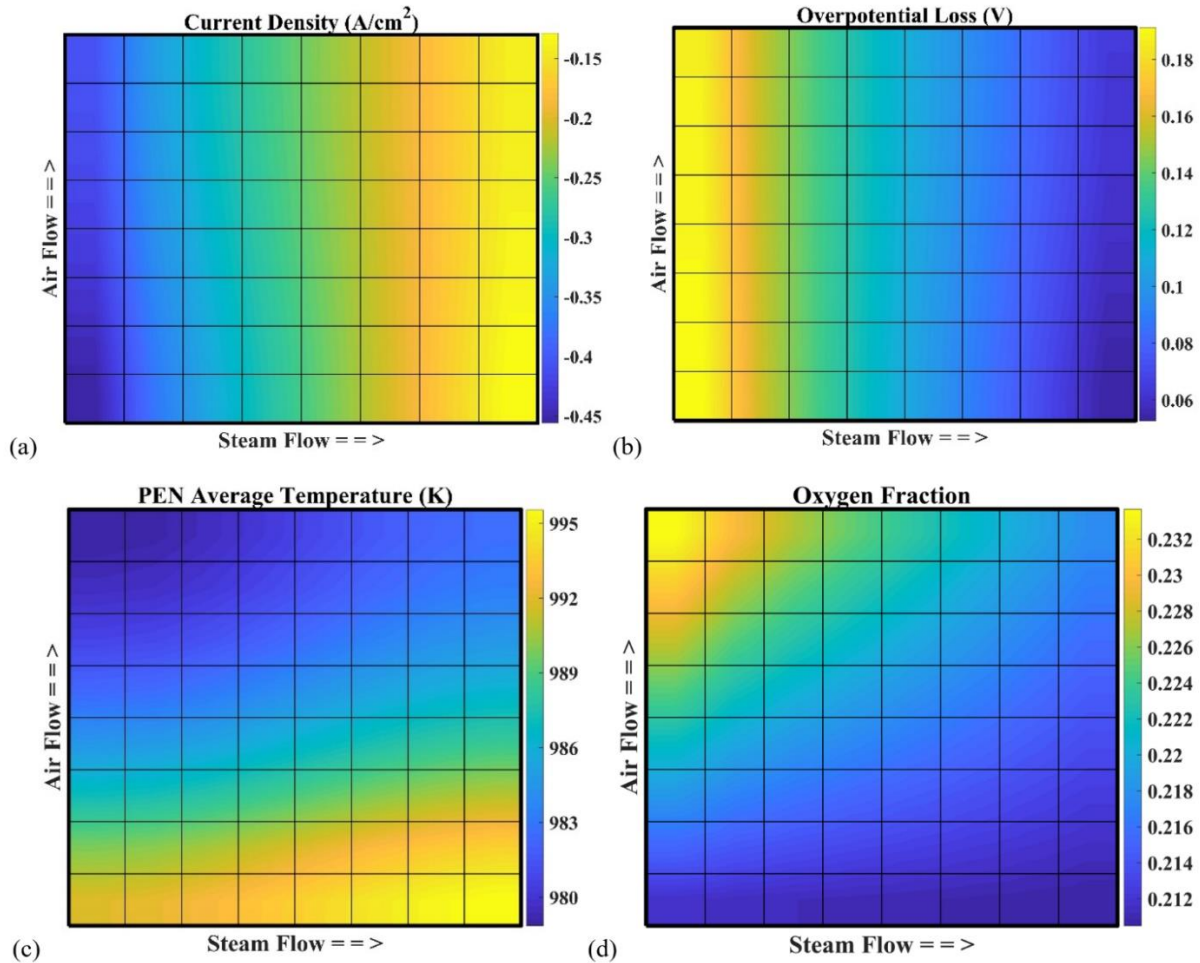 Current Density (A/cm²)
-0.15
-0.2
-0.25
-0.3
-0.35
-0.4
-0.45
Air Flow = = >
Steam Flow = = >
(a)
Overpotential Loss (V)
0.18
0.16
0.14
0.12
0.1
0.08
0.06
Air Flow = = >
Steam Flow = = >
(b)
PEN Average Temperature (K)
995
992
989
986
983
980
Air Flow = = >
Steam Flow = = >
(c)
Oxygen Fraction
0.232
0.23
0.228
0.226
0.224
0.222
0.22
0.218
0.216
0.214
0.212
Air Flow = = >
Steam Flow = = >
(d)